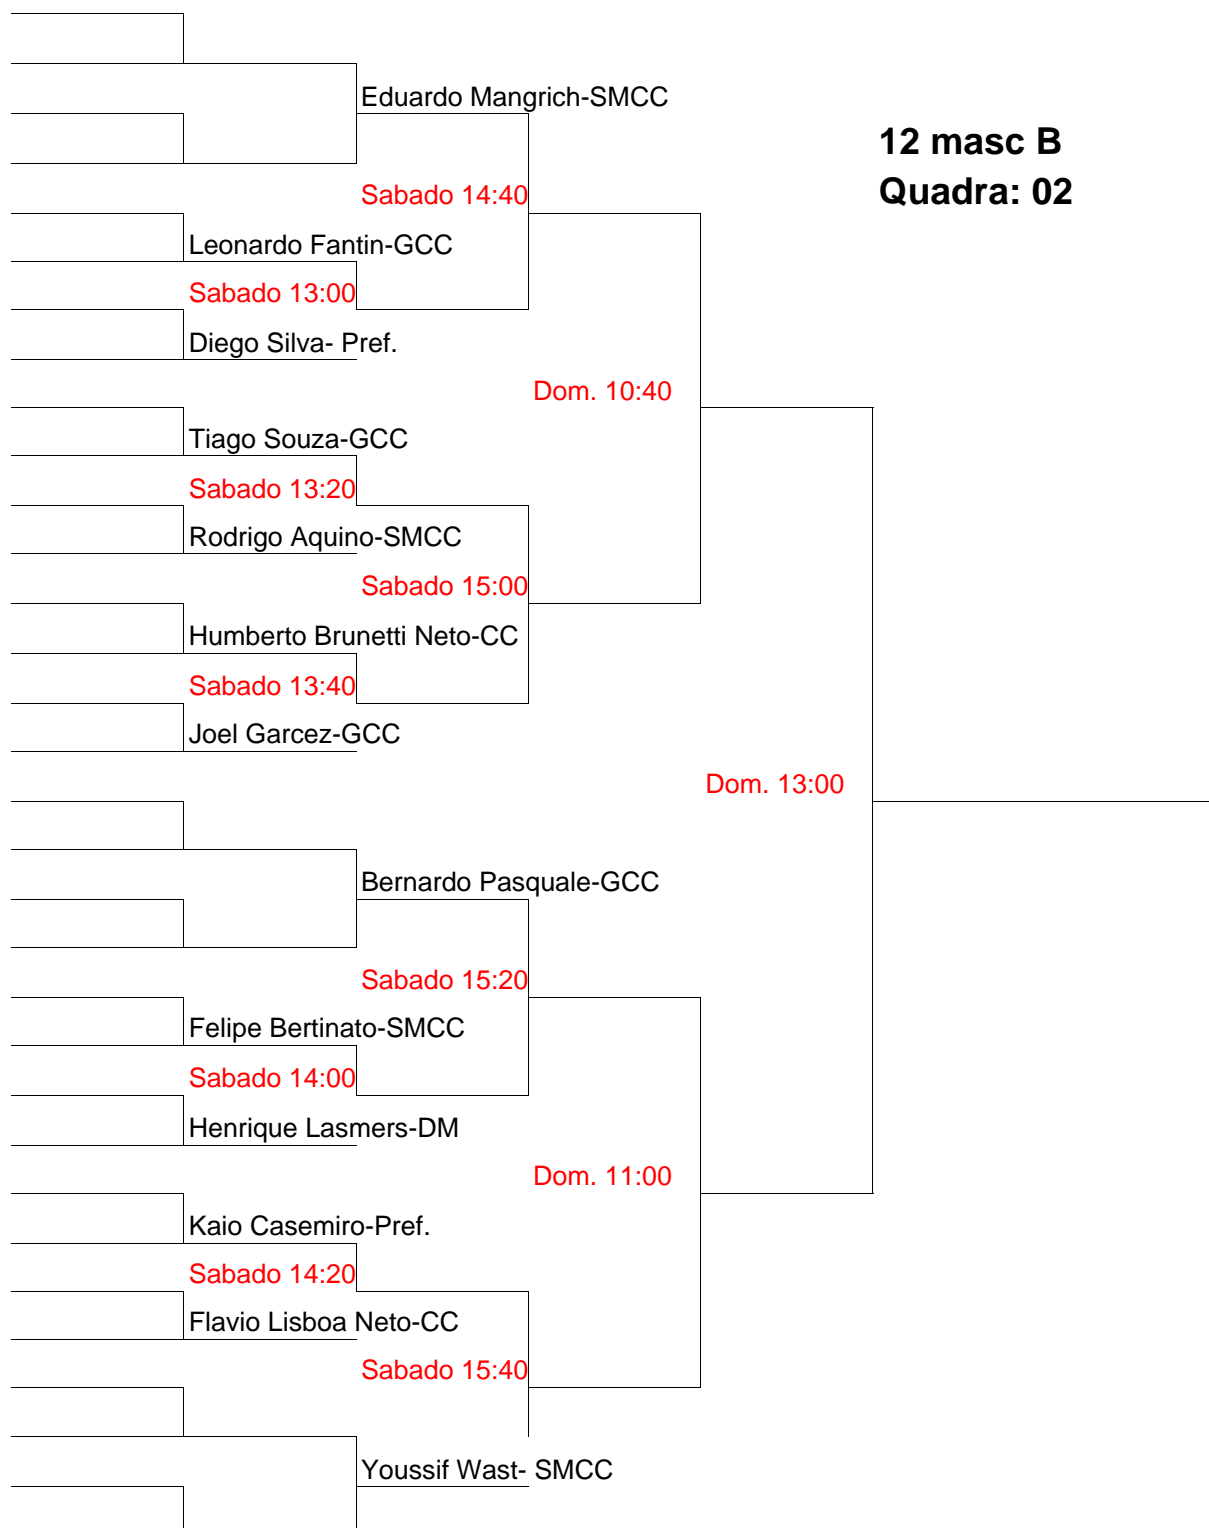 Eduardo Mangrich-SMCC
12 masc B
Quadra: 02
Sabado 14:40
Leonardo Fantin-GCC
Sabado 13:00
Diego Silva- Pref.
Dom. 10:40
Tiago Souza-GCC
Sabado 13:20
Rodrigo Aquino-SMCC
Sabado 15:00
Humberto Brunetti Neto-CC
Sabado 13:40
Joel Garcez-GCC
Dom. 13:00
Bernardo Pasquale-GCC
Sabado 15:20
Felipe Bertinato-SMCC
Sabado 14:00
Henrique Lasmers-DM
Dom. 11:00
Kaio Casemiro-Pref.
Sabado 14:20
Flavio Lisboa Neto-CC
Sabado 15:40
Youssif Wast- SMCC